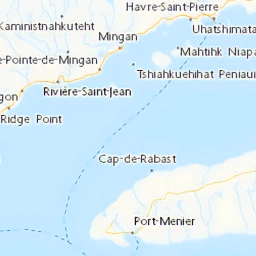 Havre-Saint-Pierre
Kaministnahkuteht
Uhatshimata
Mingan
Mahtihk Niapa
-Pointe-de-Mingan
Tshiahkuehihat Peniaui
Rivière-Saint-Jean
gon
Ridge Point
Cap-de-Rabast
Port-Menier